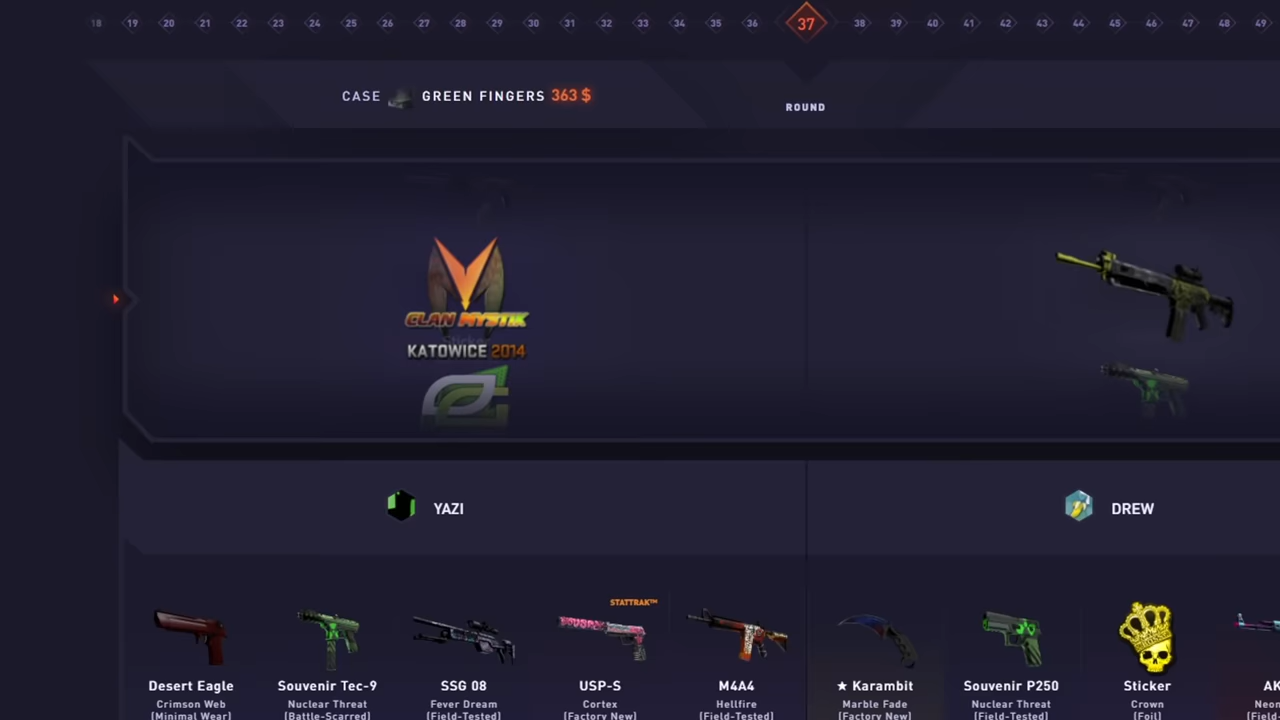 18 19 20 21 22 23 24 25 26 27 28 29 30 31 32 33 34 35 36 37 38 39 40 41 42 43 44 45 46 47 48 49
CASE GREEN FINGERS 363 $
ROUND
CLAN MYSTIK
KATOWICE 2014
YAZI
DREW
STATTRAK™
Desert Eagle Souvenir Tec-9 SSG 08 USP-S M4A4 ★ Karambit Souvenir P250 Sticker AK
Crimson Web Nuclear Threat Fever Dream Cortex Hellfire Marble Fade Nuclear Threat Crown Neon
(Minimal Wear) (Battle-Scarred) (Field-Tested) (Factory New) (Field-Tested) (Factory New) (Field-Tested) (Foil)